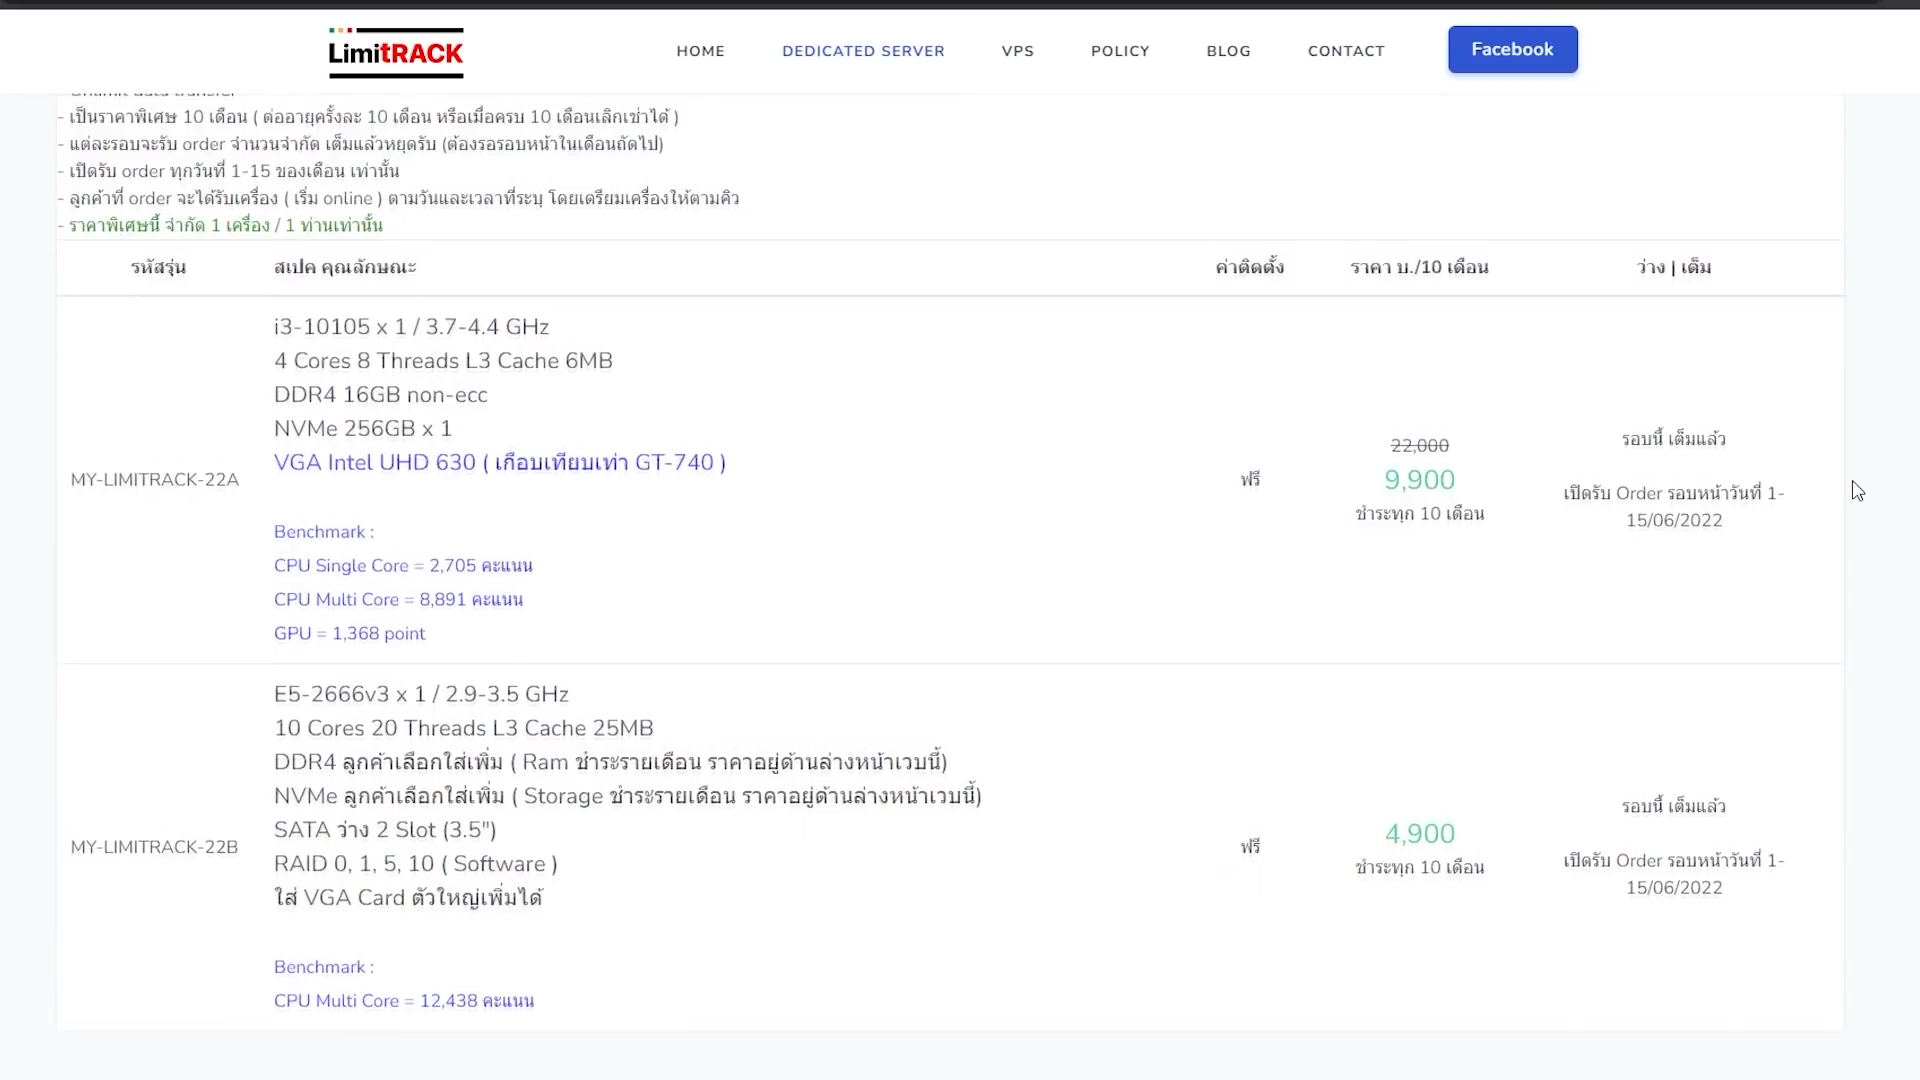 LimitRACK
HOME DEDICATED SERVER VPS POLICY BLOG CONTACT Facebook
- เป็นราคาพิเศษ 10 เดือน ( ต่ออายุครั้งละ 10 เดือน หรือเมื่อครบ 10 เดือนเลิกเช่าได้ )
- แต่ละรอบจะรับ order จำนวนจำกัด เต็มแล้วหยุดรับ (ต้องรอรอบหน้าในเดือนถัดไป)
- เปิดรับ order ทุกวันที่ 1-15 ของเดือน เท่านั้น
- ลูกค้าที่ order จะได้รับเครื่อง ( เริ่ม online ) ตามวันและเวลาที่ระบุ โดยเตรียมเครื่องให้ตามคิว
- ราคาพิเศษนี้ จำกัด 1 เครื่อง / 1 ท่านเท่านั้น
รหัสรุ่น สเปค คุณลักษณะ ค่าติดตั้ง ราคา บ./10 เดือน ว่าง | เต็ม
MY-LIMITRACK-22A
i3-10105 x 1 / 3.7-4.4 GHz
4 Cores 8 Threads L3 Cache 6MB
DDR4 16GB non-ecc
NVMe 256GB x 1
VGA Intel UHD 630 ( เกือบเทียบเท่า GT-740 )
Benchmark :
CPU Single Core = 2,705 คะแนน
CPU Multi Core = 8,891 คะแนน
GPU = 1,368 point
ฟรี
22,000
9,900
ชำระทุก 10 เดือน
รอบนี้ เต็มแล้ว
เปิดรับ Order รอบหน้าวันที่ 1-
15/06/2022
MY-LIMITRACK-22B
E5-2666v3 x 1 / 2.9-3.5 GHz
10 Cores 20 Threads L3 Cache 25MB
DDR4 ลูกค้าเลือกใส่เพิ่ม ( Ram ชำระรายเดือน ราคาอยู่ด้านล่างหน้าเวบนี้)
NVMe ลูกค้าเลือกใส่เพิ่ม ( Storage ชำระรายเดือน ราคาอยู่ด้านล่างหน้าเวบนี้)
SATA ว่าง 2 Slot (3.5")
RAID 0, 1, 5, 10 ( Software )
ใส่ VGA Card ตัวใหญ่เพิ่มได้
Benchmark :
CPU Multi Core = 12,438 คะแนน
ฟรี
4,900
ชำระทุก 10 เดือน
รอบนี้ เต็มแล้ว
เปิดรับ Order รอบหน้าวันที่ 1-
15/06/2022